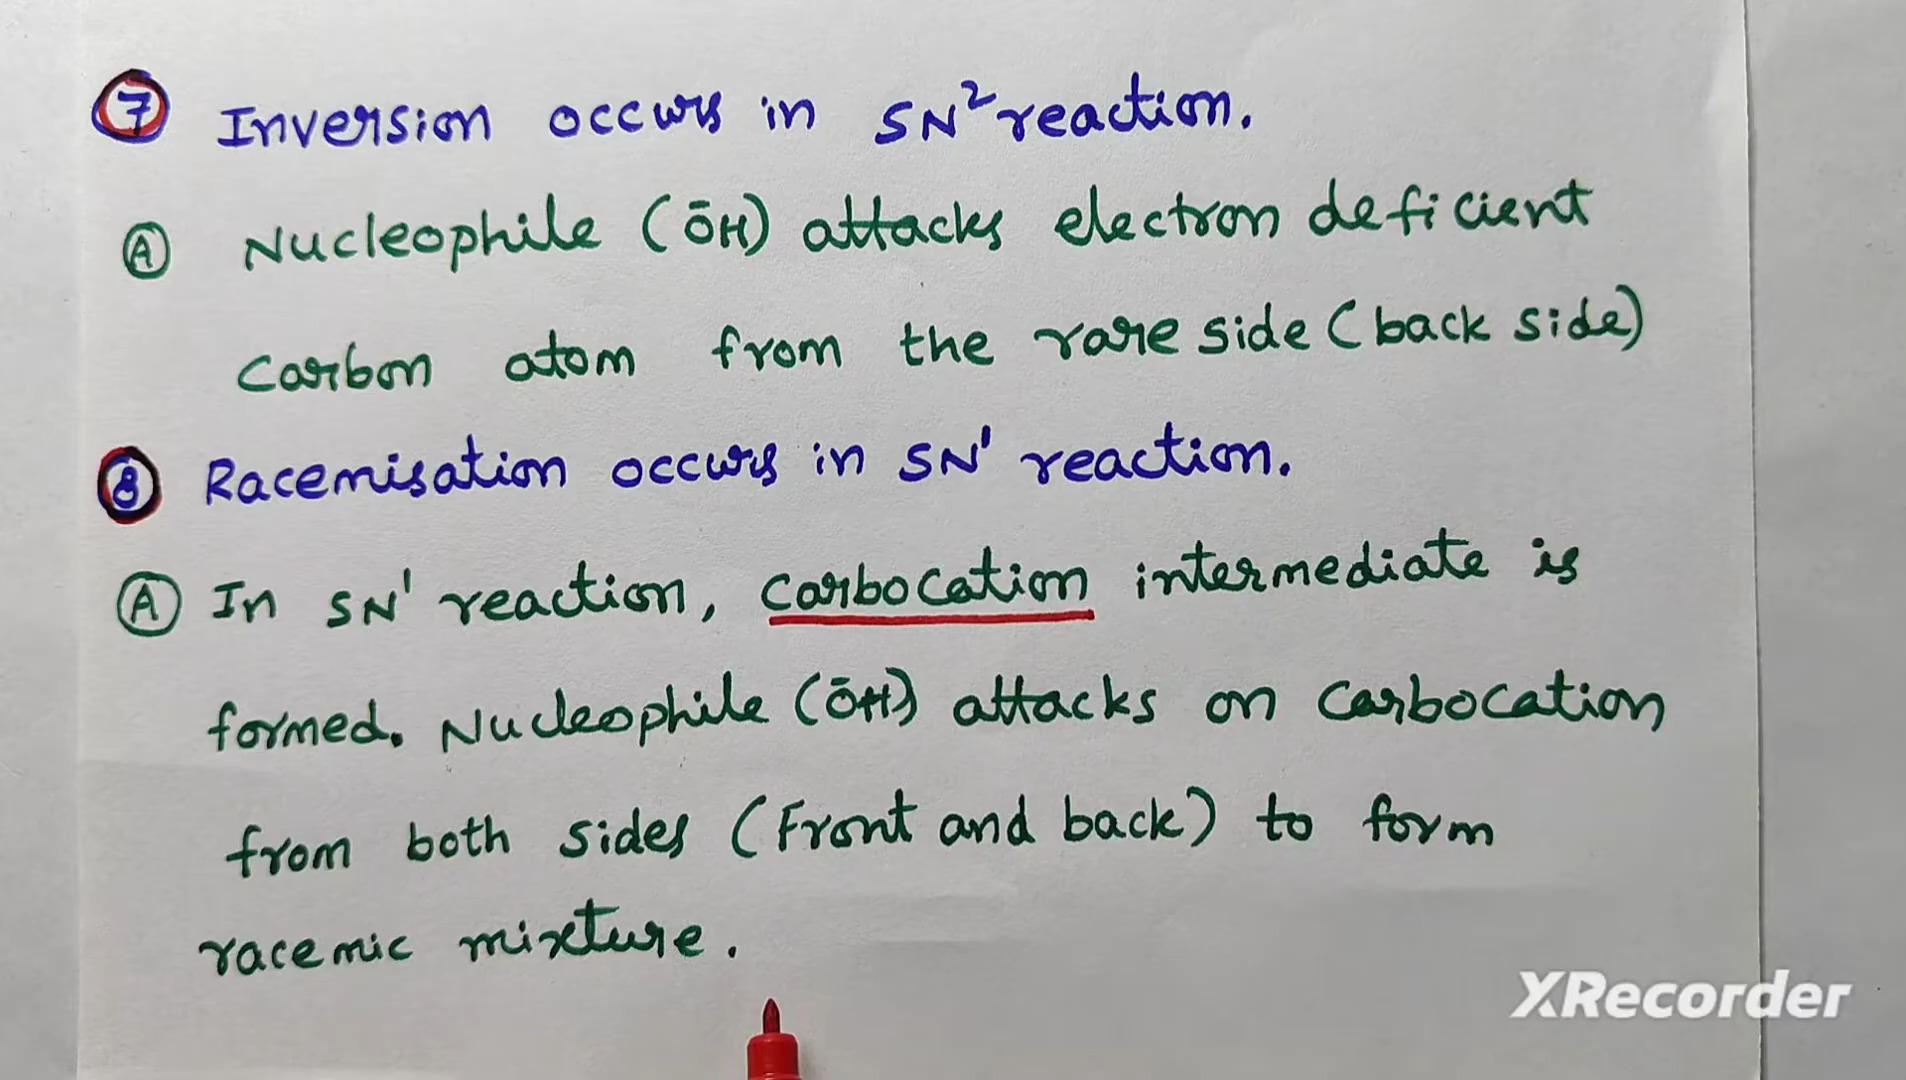 ⑦ Inversion occurs in SN² reaction.
Ⓐ Nucleophile (ŌH) attacks electron deficient
carbon atom from the rare side (back side)
⑧ Racemisation occurs in SN¹ reaction.
Ⓐ In SN¹ reaction, carbocation intermediate is
formed. Nucleophile (ŌH) attacks on carbocation
from both sides (Front and back) to form
racemic mixture.
XRecorder